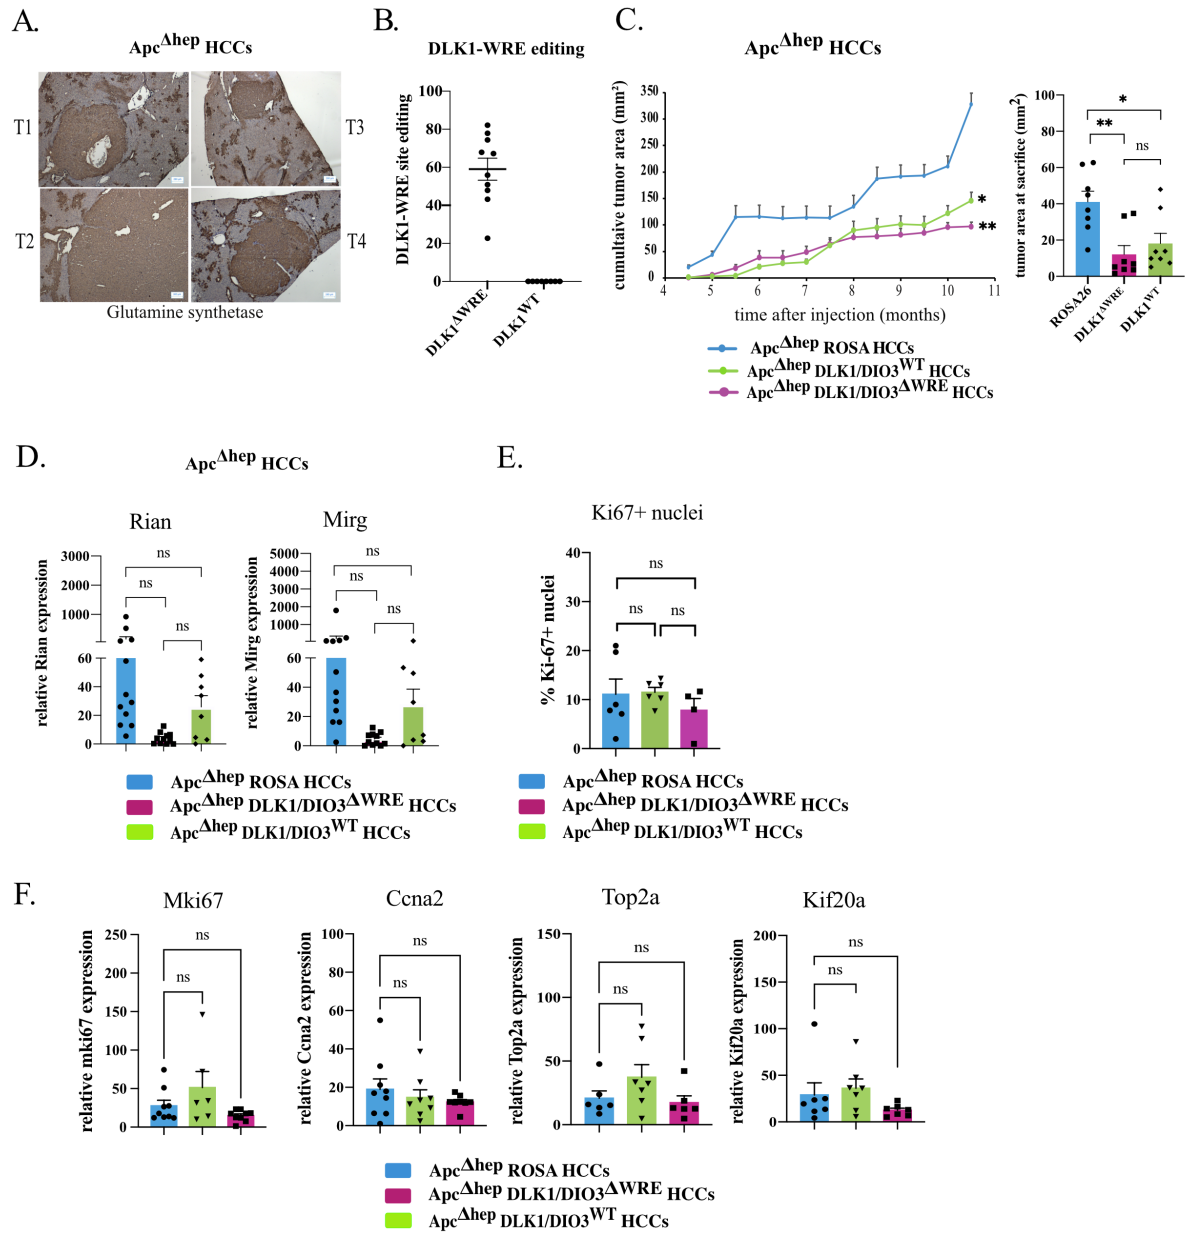 A.
Apc^Δhep HCCs
T1
T3
T2
T4
Glutamine synthetase
B.
DLK1-WRE editing
DLK1-WRE site editing
100
80
60
40
20
0
DLK1^ΔWRE
DLK1^WT
C.
Apc^Δhep HCCs
cumultaive tumor area (mm²)
350
300
250
200
150
100
50
0
4
5
6
7
8
9
10
11
*
**
time after injection (months)
Apc^Δhep ROSA HCCs
Apc^Δhep DLK1/DIO3^WT HCCs
Apc^Δhep DLK1/DIO3^ΔWRE HCCs
tumor area at sacrifice (mm²)
100
80
60
40
20
0
*
**
ns
ROSA26
DLK1^ΔWRE
DLK1^WT
D.
Apc^Δhep HCCs
Rian
relative Rian expression
3000
2000
1000
60
40
20
0
ns
ns
ns
Mirg
relative Mirg expression
5000
4000
3000
2000
1000
60
40
20
0
ns
ns
ns
Apc^Δhep ROSA HCCs
Apc^Δhep DLK1/DIO3^ΔWRE HCCs
Apc^Δhep DLK1/DIO3^WT HCCs
E.
Ki67+ nuclei
% Ki-67+ nuclei
40
30
20
10
0
ns
ns
ns
Apc^Δhep ROSA HCCs
Apc^Δhep DLK1/DIO3^ΔWRE HCCs
Apc^Δhep DLK1/DIO3^WT HCCs
F.
Mki67
relative mki67 expression
250
200
150
100
50
0
ns
ns
Ccna2
relative Ccna2 expression
100
80
60
40
20
0
ns
ns
Top2a
relative Top2a expression
150
100
50
0
ns
ns
Kif20a
relative Kif20a expression
200
150
100
50
0
ns
ns
Apc^Δhep ROSA HCCs
Apc^Δhep DLK1/DIO3^ΔWRE HCCs
Apc^Δhep DLK1/DIO3^WT HCCs